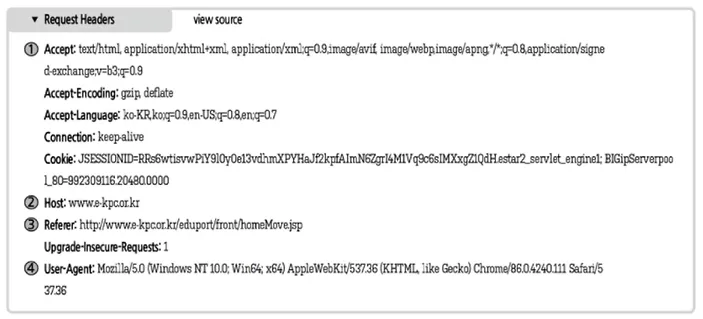 ▼ Request Headers view source
① Accept: text/html, application/xhtml+xml, application/xml;q=0.9,image/avif, image/webp,image/apng,*/*;q=0.8,application/signe
d-exchange;v=b3;q=0.9
Accept-Encoding: gzip, deflate
Accept-Language: ko-KR,ko;q=0.9,en-US;q=0.8,en;q=0.7
Connection: keep-alive
Cookie: JSESSIONID=RRs6wtisvwPiY9l0y0e13vdhmXPYHaJf2kpfAImN6ZgrI4M1Vq9c6sIMXxgZ1QdH.estar2_servlet_engine1; BIGipServerpoo
l_80=992309116.20480.0000
② Host: www.e-kpc.or.kr
③ Referer: http://www.e-kpc.or.kr/eduport/front/homeMove.jsp
Upgrade-Insecure-Requests: 1
④ User-Agent: Mozilla/5.0 (Windows NT 10.0; Win64; x64) AppleWebKit/537.36 (KHTML, like Gecko) Chrome/86.0.4240.111 Safari/5
37.36